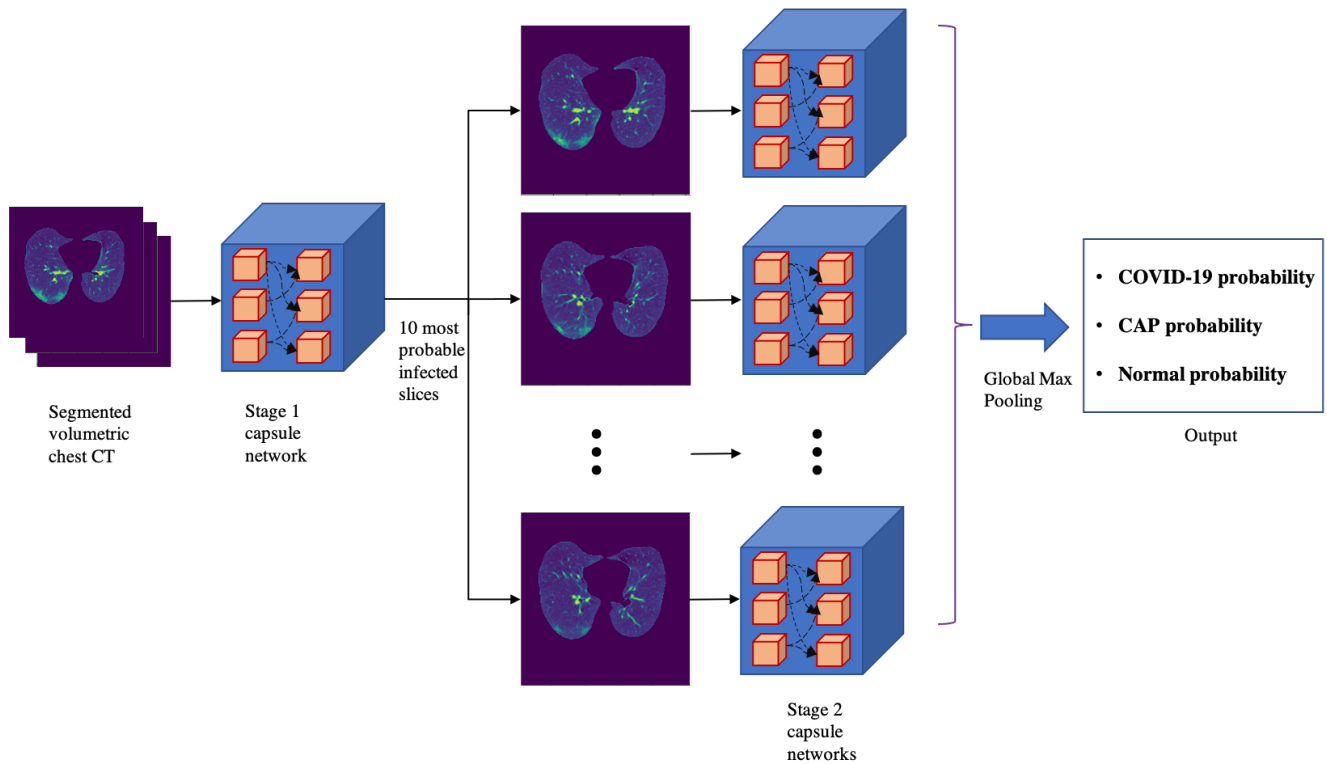 Segmented
volumetric
chest CT
Stage 1
capsule
network
10 most
probable
infected
slices
Stage 2
capsule
networks
Global Max
Pooling
• COVID-19 probability
• CAP probability
• Normal probability
Output